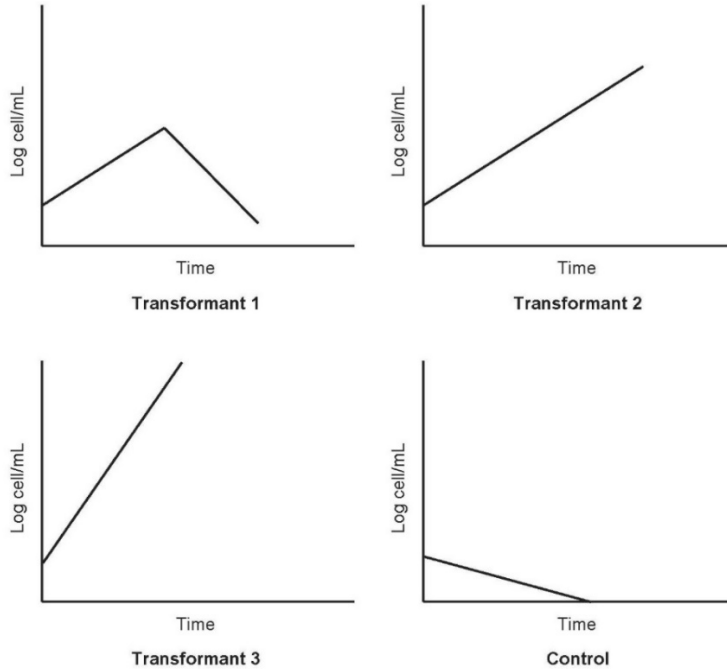 Log cell/mL
Time
Transformant 1
Log cell/mL
Time
Transformant 2
Log cell/mL
Time
Transformant 3
Log cell/mL
Time
Control